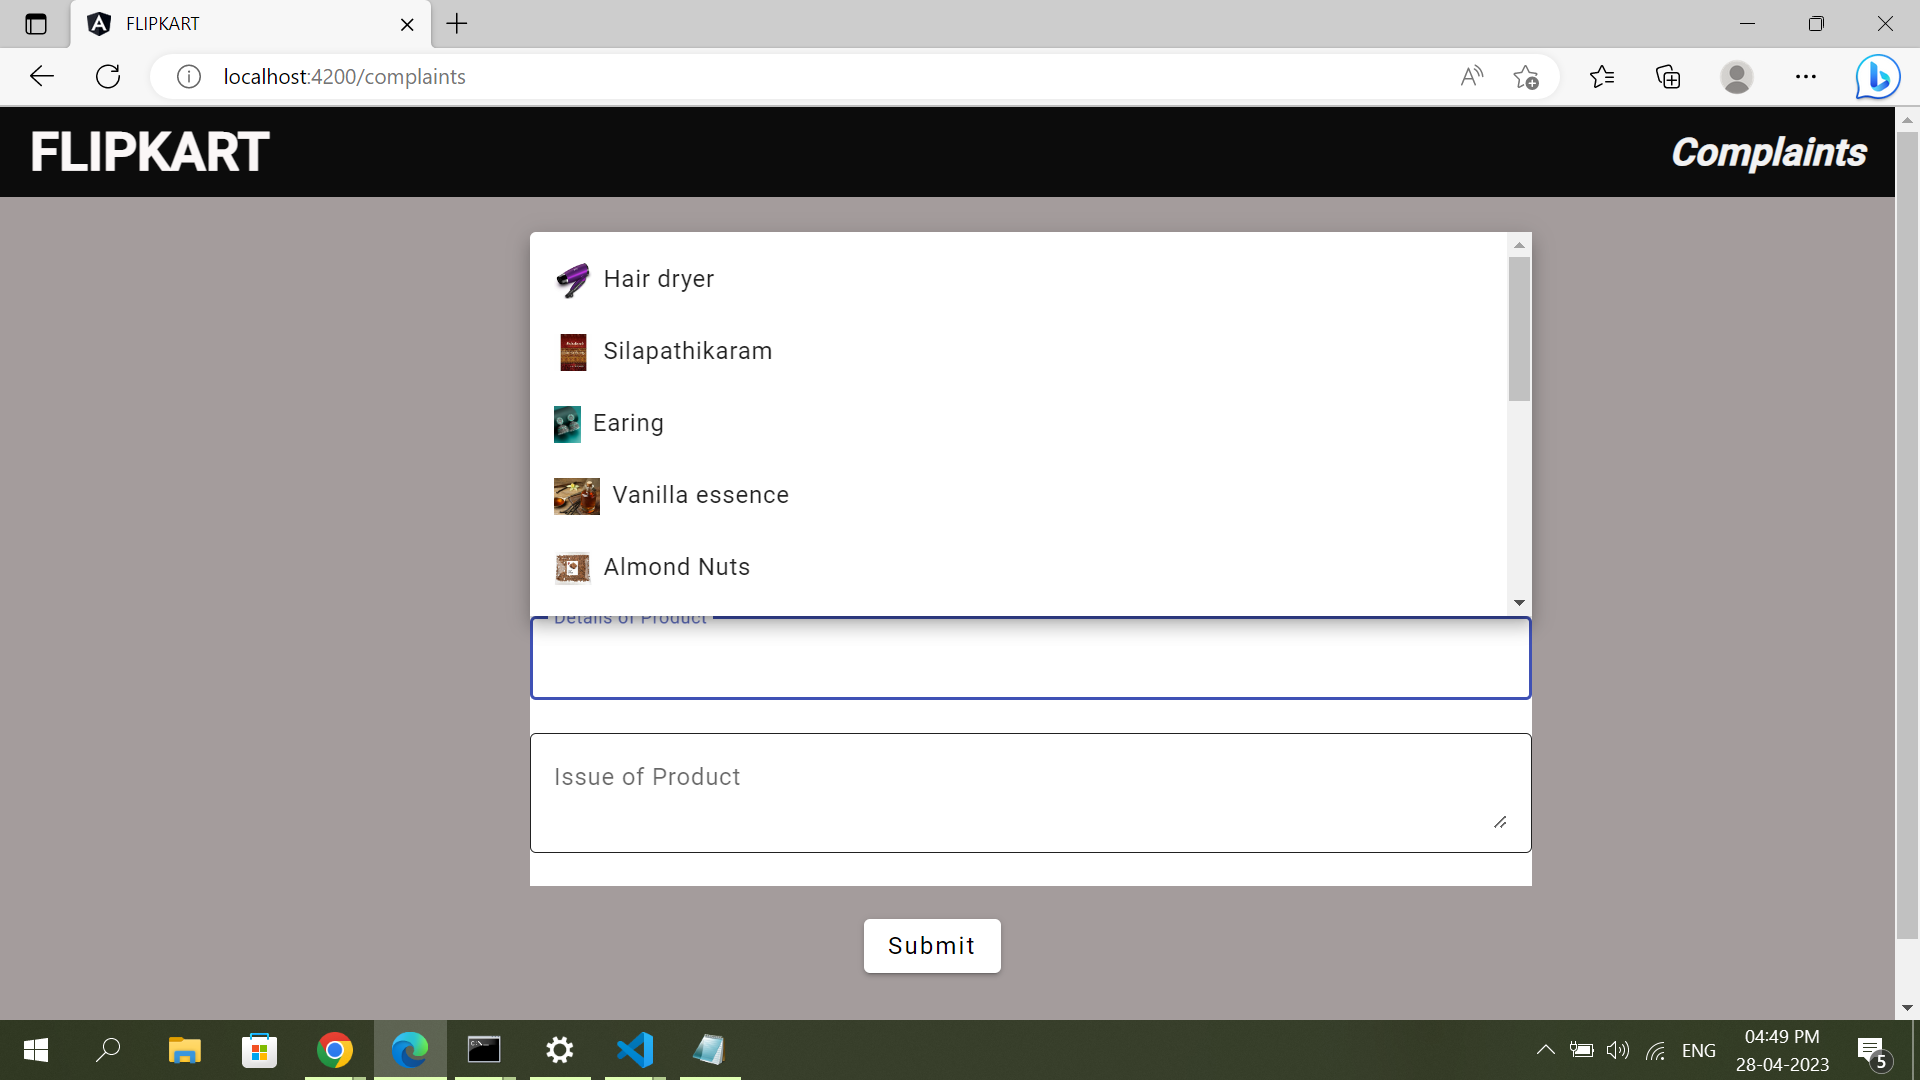 FLIPKART
localhost:4200/complaints
FLIPKART
Complaints
Hair dryer
Silapathikaram
Earing
Vanilla essence
Almond Nuts
Details of Product
Issue of Product
Submit
ENG
04:49 PM
28-04-2023
5